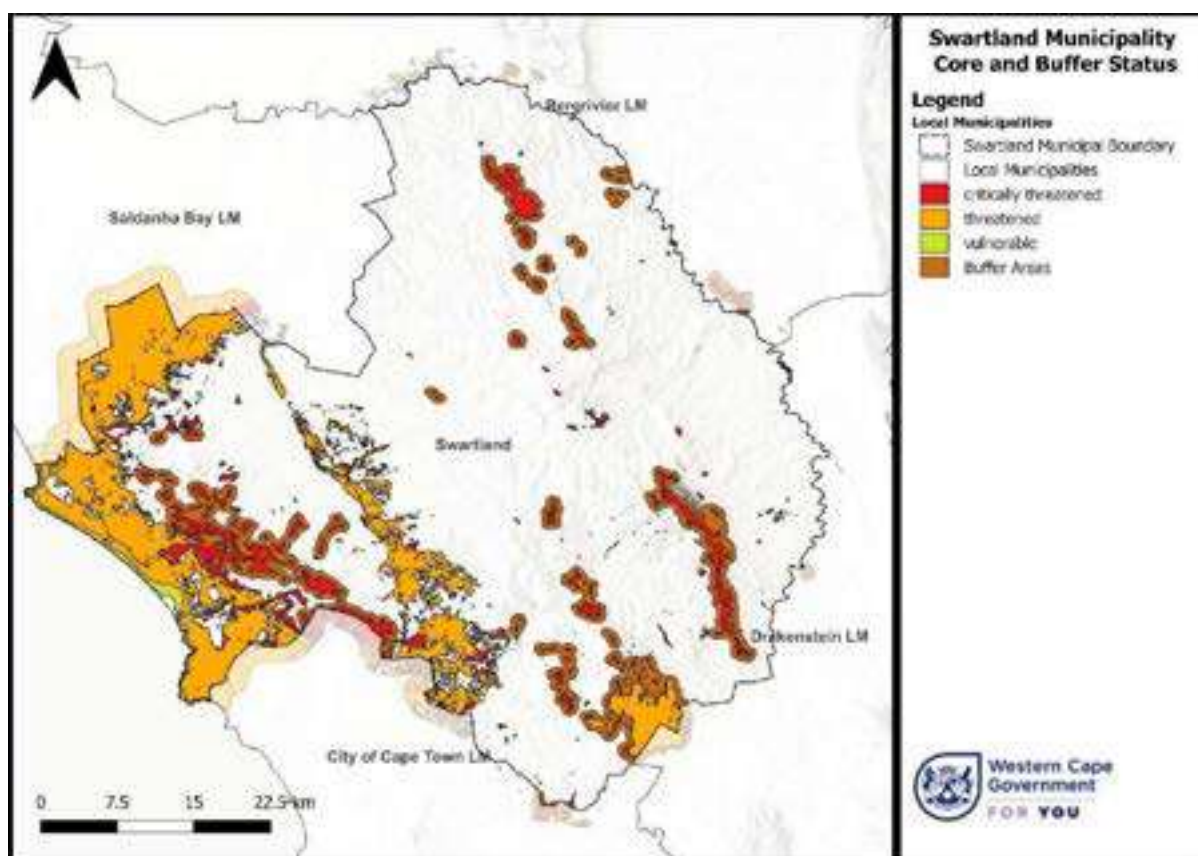 Swartland Municipality
Core and Buffer Status
Legend
Local Municipalities
Swartland Municipal Boundary
Local Municipalities
critically threatened
threatened
vulnerable
Buffer Areas
Bergrivier LM
Saldanha Bay LM
Swartland
Drakenstein LM
City of Cape Town LM
0 7.5 15 22.5 km
Western Cape
Government
FOR YOU